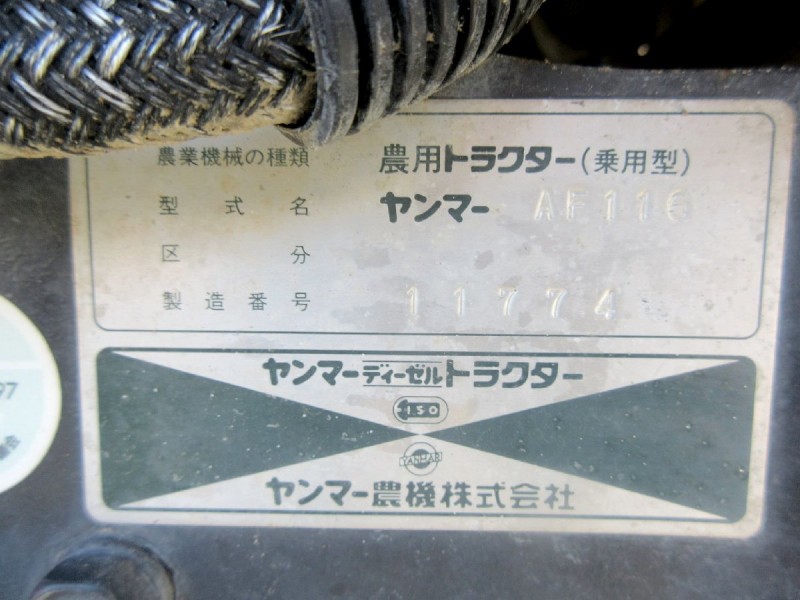 農業機械の種類 農用トラクター(乗用型)
型式名 ヤンマー AF116
区分
製造番号 11774
ヤンマーディーゼルトラクター
ISO
YANMAR
ヤンマー農機株式会社
97